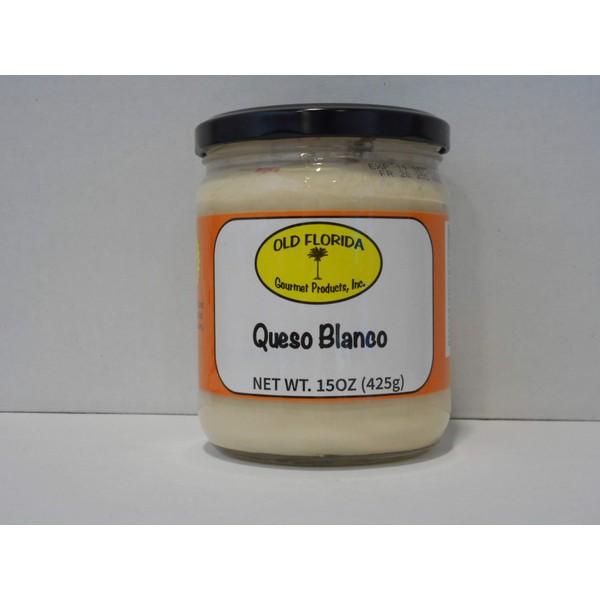 OLD FLORIDA
Gourmet Products, Inc.
Queso Blanco
NET WT. 15OZ (425g)